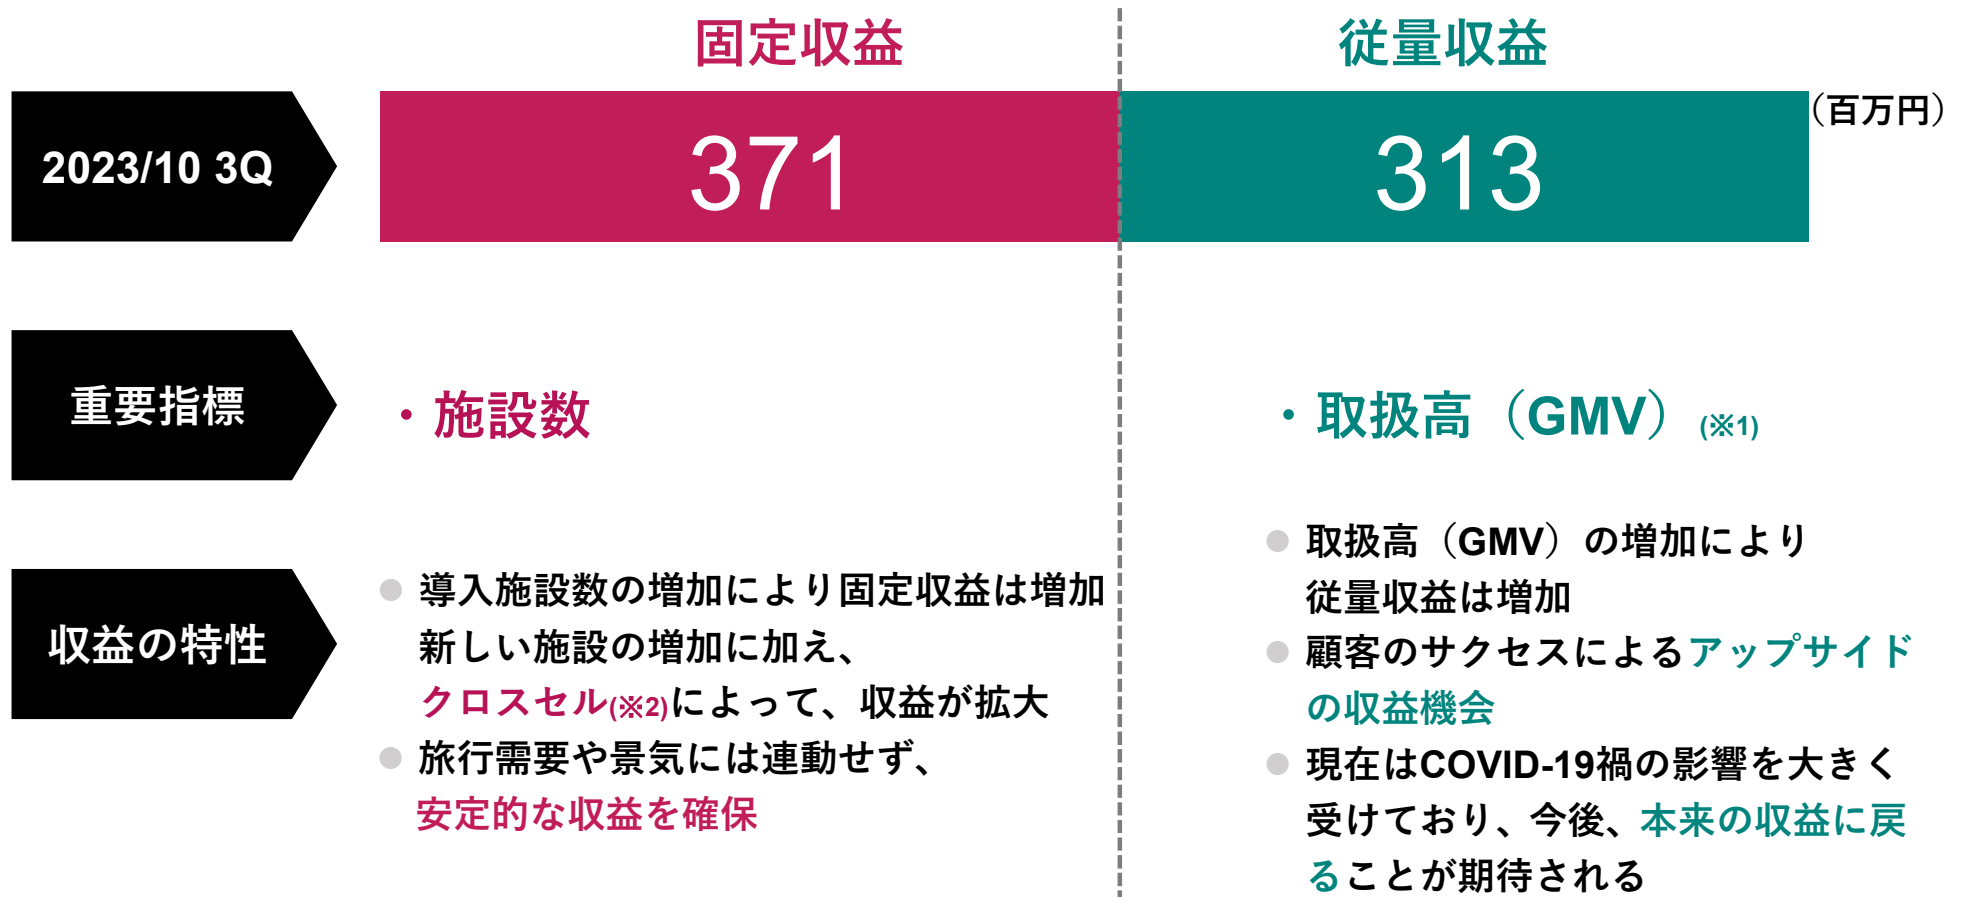 固定収益
従量収益
2023/10 3Q
371
313
（百万円）
重要指標
・施設数
・取扱高（GMV）(※1)
収益の特性
● 導入施設数の増加により固定収益は増加
新しい施設の増加に加え、
クロスセル(※2)によって、収益が拡大
● 旅行需要や景気には連動せず、
安定的な収益を確保
● 取扱高（GMV）の増加により
従量収益は増加
● 顧客のサクセスによるアップサイド
の収益機会
● 現在はCOVID-19禍の影響を大きく
受けており、今後、本来の収益に戻
ることが期待される